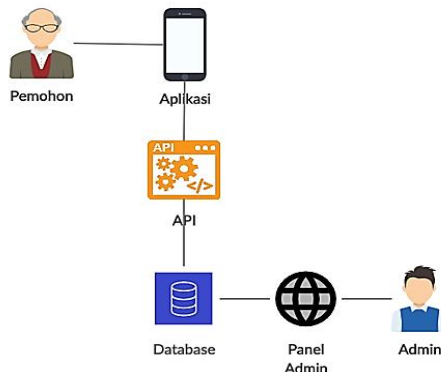 Pemohon
Aplikasi
API
</>
API
Database
Panel
Admin
Admin